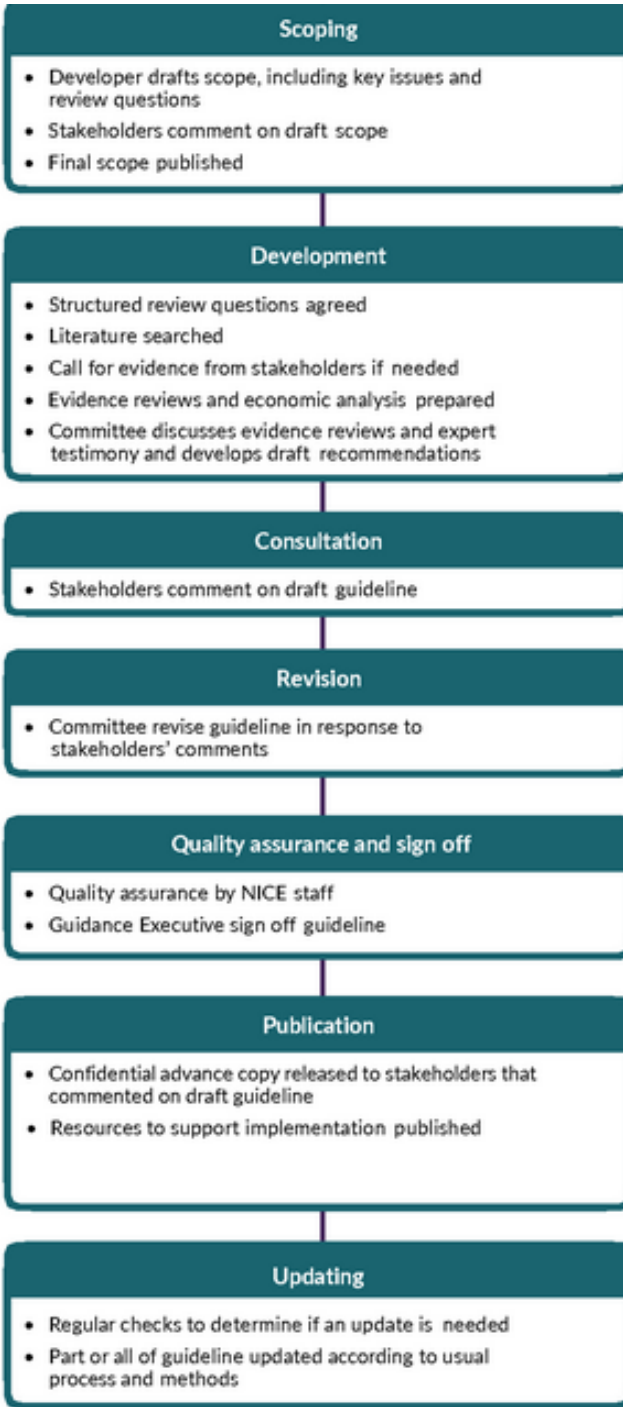 Scoping
• Developer drafts scope, including key issues and
review questions
• Stakeholders comment on draft scope
• Final scope published
Development
• Structured review questions agreed
• Literature searched
• Call for evidence from stakeholders if needed
• Evidence reviews and economic analysis prepared
• Committee discusses evidence reviews and expert
testimony and develops draft recommendations
Consultation
• Stakeholders comment on draft guideline
Revision
• Committee revise guideline in response to
stakeholders’ comments
Quality assurance and sign off
• Quality assurance by NICE staff
• Guidance Executive sign off guideline
Publication
• Confidential advance copy released to stakeholders that
commented on draft guideline
• Resources to support implementation published
Updating
• Regular checks to determine if an update is needed
• Part or all of guideline updated according to usual
process and methods